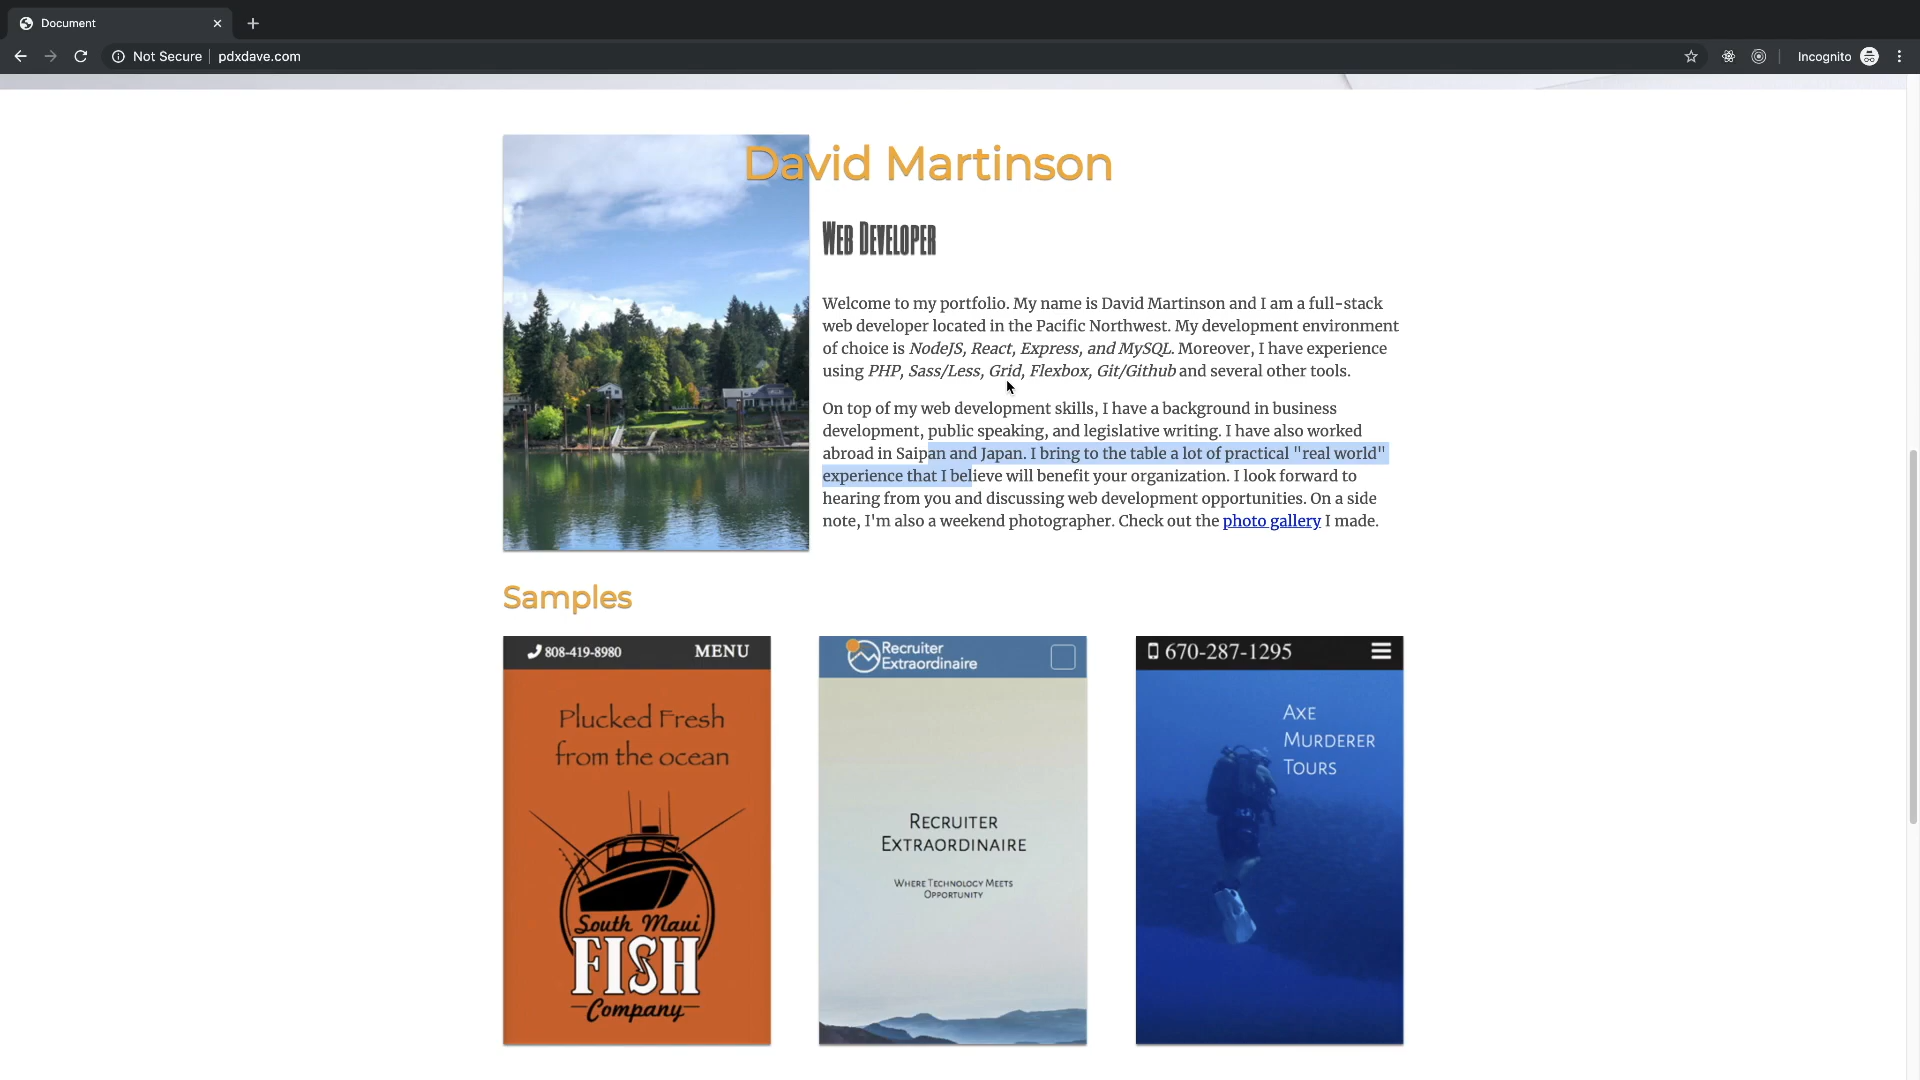 Document
Not Secure
pdxdave.com
Incognito
David Martinson
Web Developer
Welcome to my portfolio. My name is David Martinson and I am a full-stack
web developer located in the Pacific Northwest. My development environment
of choice is NodeJS, React, Express, and MySQL. Moreover, I have experience
using PHP, Sass/Less, Grid, Flexbox, Git/Github and several other tools.
On top of my web development skills, I have a background in business
development, public speaking, and legislative writing. I have also worked
abroad in Saipan and Japan. I bring to the table a lot of practical "real world"
experience that I believe will benefit your organization. I look forward to
hearing from you and discussing web development opportunities. On a side
note, I'm also a weekend photographer. Check out the photo gallery I made.
Samples
808-419-8980 MENU
Plucked Fresh
from the ocean
South Maui
FISH
Company
Recruiter
Extraordinaire
Recruiter
Extraordinaire
Where Technology Meets
Opportunity
670-287-1295
Axe
Murderer
Tours